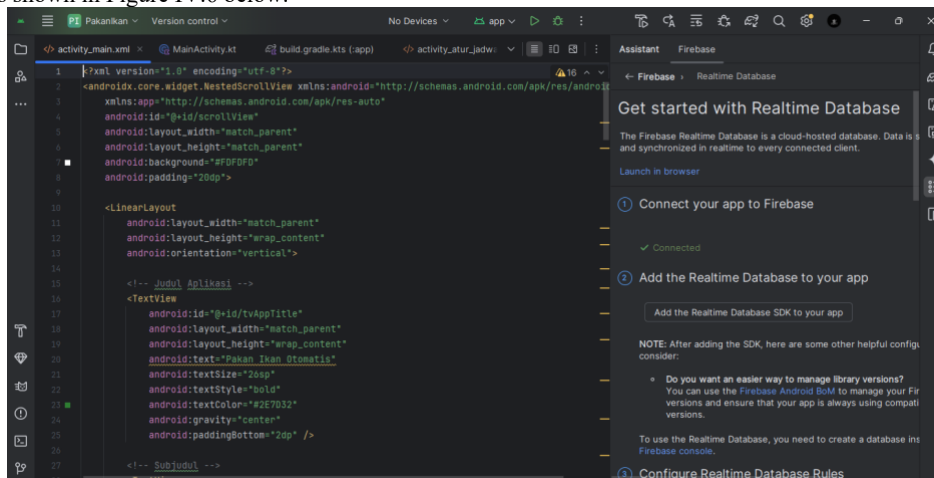 s shown in Figure IV.6 below.
PI PakanIkan Version control No Devices app
activity_main.xml MainActivity.kt build.gradle.kts (:app) activity_atur_jadwa Assistant Firebase
1 <?xml version="1.0" encoding="utf-8"?> 16
2 <androidx.core.widget.NestedScrollView xmlns:android="http://schemas.android.com/apk/res/androic
3 xmlns:app="http://schemas.android.com/apk/res-auto"
4 android:id="@+id/scrollView"
5 android:layout_width="match_parent"
6 android:layout_height="match_parent"
7 android:background="#FDFDFD"
8 android:padding="20dp">
9
10 <LinearLayout
11 android:layout_width="match_parent"
12 android:layout_height="wrap_content"
13 android:orientation="vertical">
14
15 <!-- Judul Aplikasi -->
16 <TextView
17 android:id="@+id/tvAppTitle"
18 android:layout_width="match_parent"
19 android:layout_height="wrap_content"
20 android:text="Pakan Ikan Otomatis"
21 android:textSize="26sp"
22 android:textStyle="bold"
23 android:textColor="#2E7D32"
24 android:gravity="center"
25 android:paddingBottom="2dp" />
26
27 <!-- Subjudul -->
← Firebase › Realtime Database
Get started with Realtime Database
The Firebase Realtime Database is a cloud-hosted database. Data is s
and synchronized in realtime to every connected client.
Launch in browser
1 Connect your app to Firebase
✓ Connected
2 Add the Realtime Database to your app
Add the Realtime Database SDK to your app
NOTE: After adding the SDK, here are some other helpful configu
consider:
Do you want an easier way to manage library versions?
You can use the Firebase Android BoM to manage your Fir
versions and ensure that your app is always using compati
versions.
To use the Realtime Database, you need to create a database ins
Firebase console.
3 Configure Realtime Database Rules